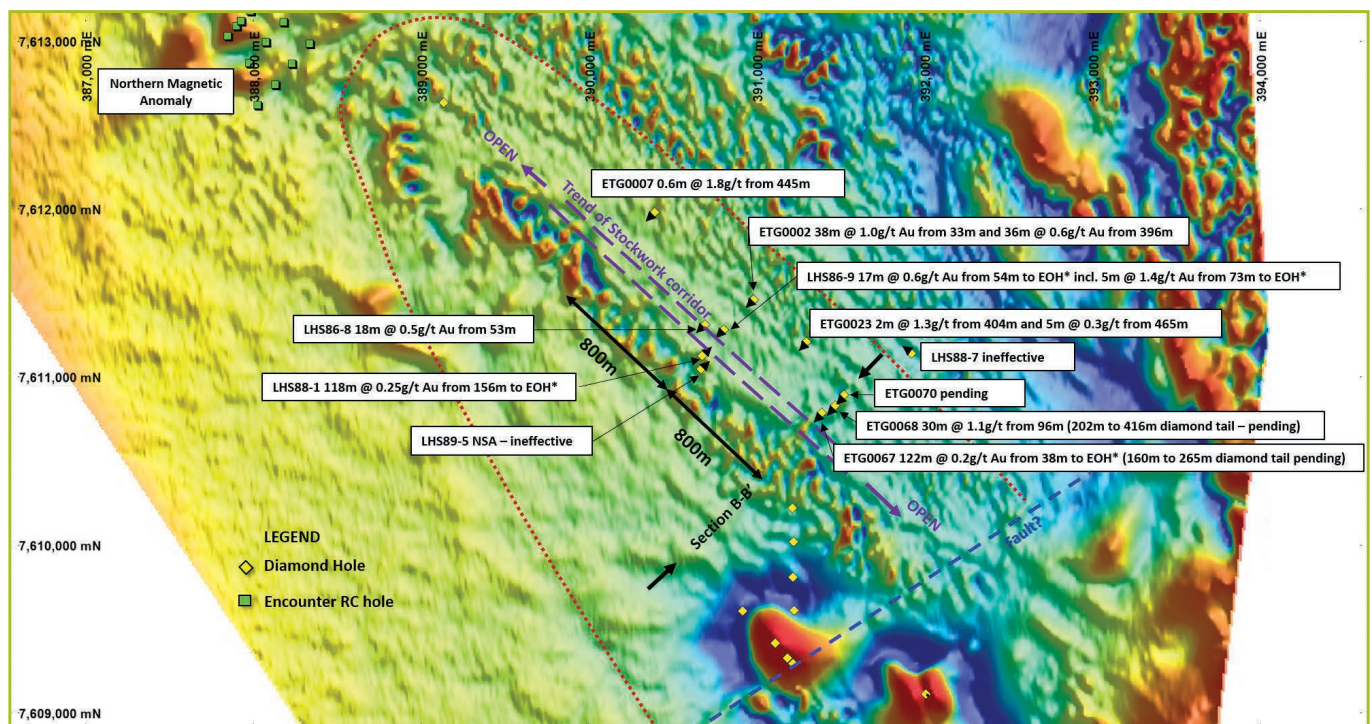 387,000 mE
388,000 mE
389,000 mE
390,000 mE
391,000 mE
392,000 mE
393,000 mE
394,000 mE
7,613,000 mN
Northern Magnetic
Anomaly
OPEN
ETG0007 0.6m @ 1.8g/t from 445m
Trend of Stockwork corridor
7,612,000 mN
ETG0002 38m @ 1.0g/t Au from 33m and 36m @ 0.6g/t Au from 396m
LHS86-9 17m @ 0.6g/t Au from 54m to EOH* incl. 5m @ 1.4g/t Au from 73m to EOH*
LHS86-8 18m @ 0.5g/t Au from 53m
ETG0023 2m @ 1.3g/t from 404m and 5m @ 0.3g/t from 465m
800m
LHS88-7 ineffective
7,611,000 mN
LHS88-1 118m @ 0.25g/t Au from 156m to EOH*
ETG0070 pending
LHS89-5 NSA – ineffective
800m
ETG0068 30m @ 1.1g/t from 96m (202m to 416m diamond tail – pending)
ETG0067 122m @ 0.2g/t Au from 38m to EOH* (160m to 265m diamond tail pending)
Section B-B'
OPEN
Fault?
7,610,000 mN
LEGEND
Diamond Hole
Encounter RC hole
7,609,000 mN